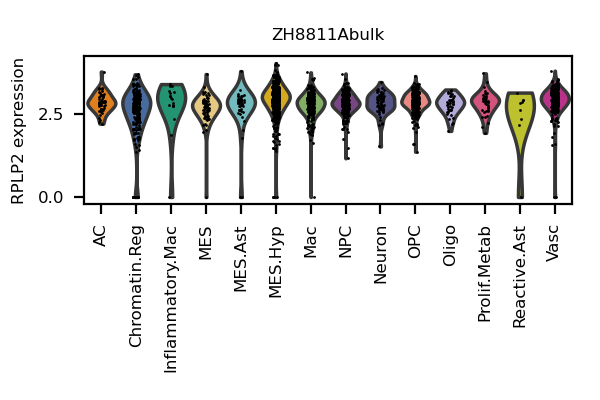 ZH8811Abulk
RPLP2 expression
2.5
0.0
AC
Chromatin.Reg
Inflammatory.Mac
MES
MES.Ast
MES.Hyp
Mac
NPC
Neuron
OPC
Oligo
Prolif.Metab
Reactive.Ast
Vasc